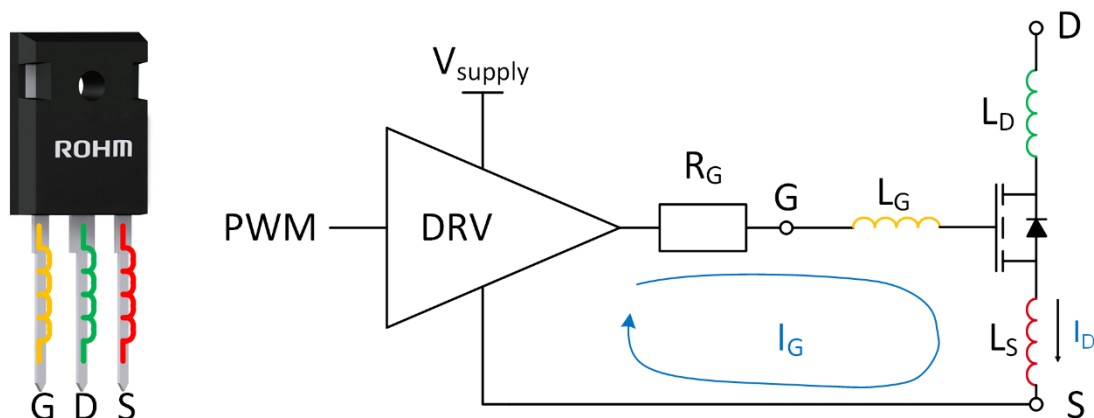 ROHM
G D S
V_supply
PWM
DRV
R_G
G
L_G
I_G
D
L_D
L_S
I_D
S